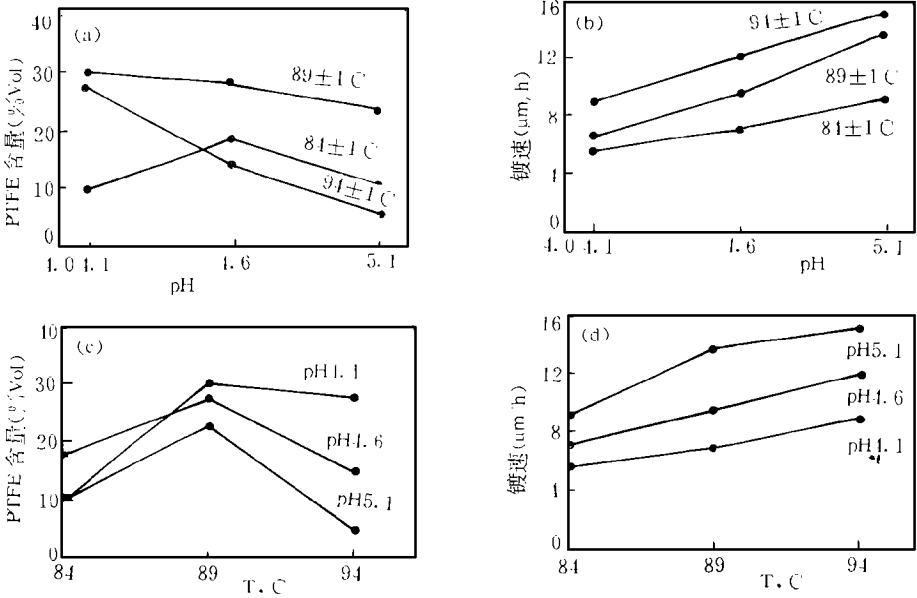 (a)
PTFE 含量(%Vol)
40
30
20
10
0
89±1 C
84±1 C
94±1 C
4.0 4.1 4.6 5.1
pH
(b)
镀速(μm, h)
16
12
8
4
0
94±1 C
89±1 C
84±1 C
4.0 4.1 4.6 5.1
pH
(c)
PTFE 含量(%Vol)
40
30
20
10
0
pH4.1
pH4.6
pH5.1
84 89 94
T. C
(d)
镀速(μm h)
16
12
8
4
0
pH5.1
pH4.6
pH4.1
84 89 94
T. C